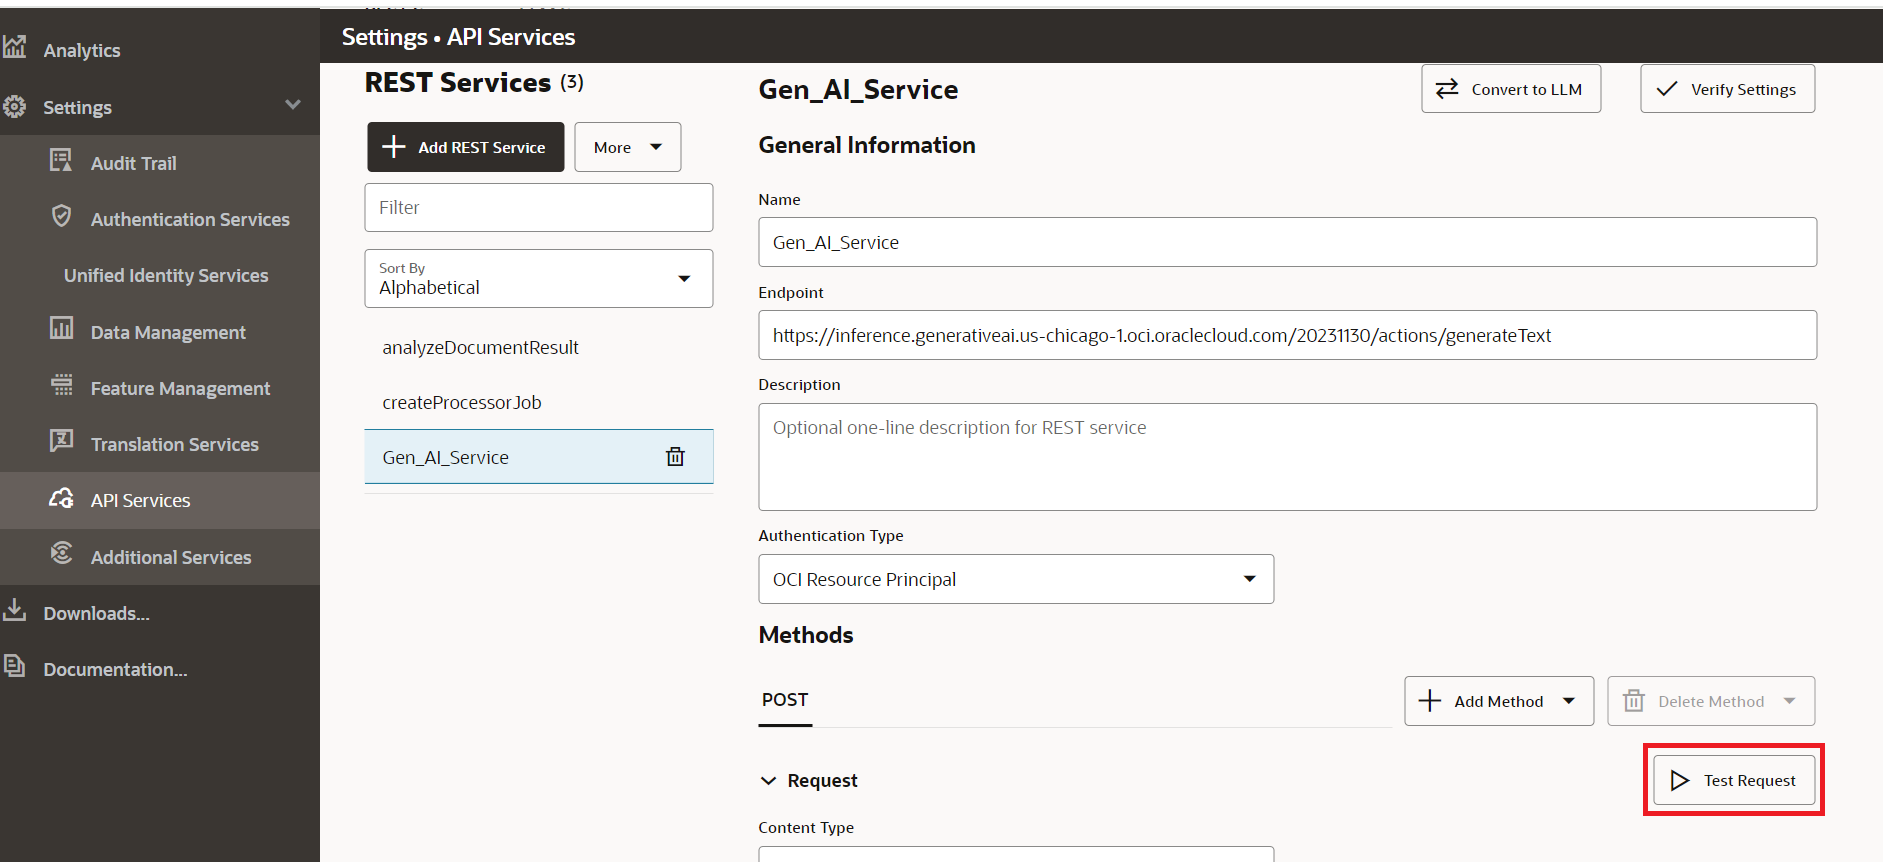 Analytics
Settings
Audit Trail
Authentication Services
Unified Identity Services
Data Management
Feature Management
Translation Services
API Services
Additional Services
Downloads...
Documentation...
Settings • API Services
REST Services (3)
Add REST Service
More
Filter
Sort By
Alphabetical
analyzeDocumentResult
createProcessorJob
Gen_AI_Service
Gen_AI_Service
Convert to LLM
Verify Settings
General Information
Name
Gen_AI_Service
Endpoint
https://inference.generativeai.us-chicago-1.oci.oraclecloud.com/20231130/actions/generateText
Description
Optional one-line description for REST service
Authentication Type
OCI Resource Principal
Methods
POST
Add Method
Delete Method
Request
Test Request
Content Type